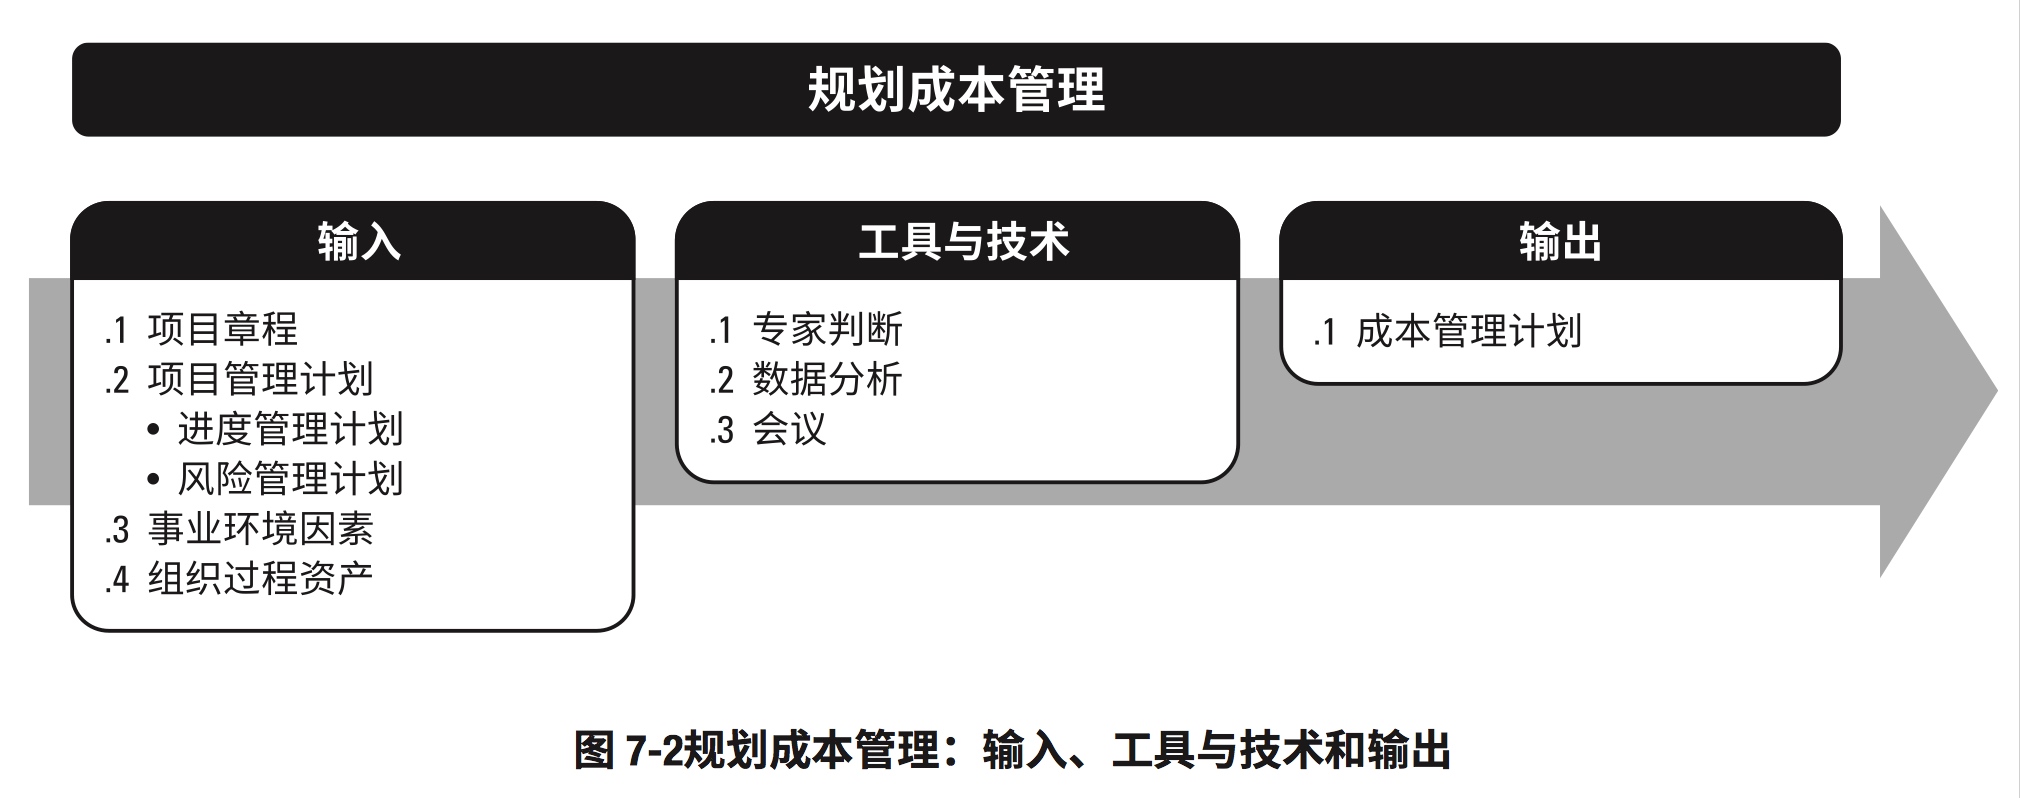 规划成本管理
输入
.1 项目章程
.2 项目管理计划
• 进度管理计划
• 风险管理计划
.3 事业环境因素
.4 组织过程资产
工具与技术
.1 专家判断
.2 数据分析
.3 会议
输出
.1 成本管理计划
图 7-2规划成本管理：输入、工具与技术和输出